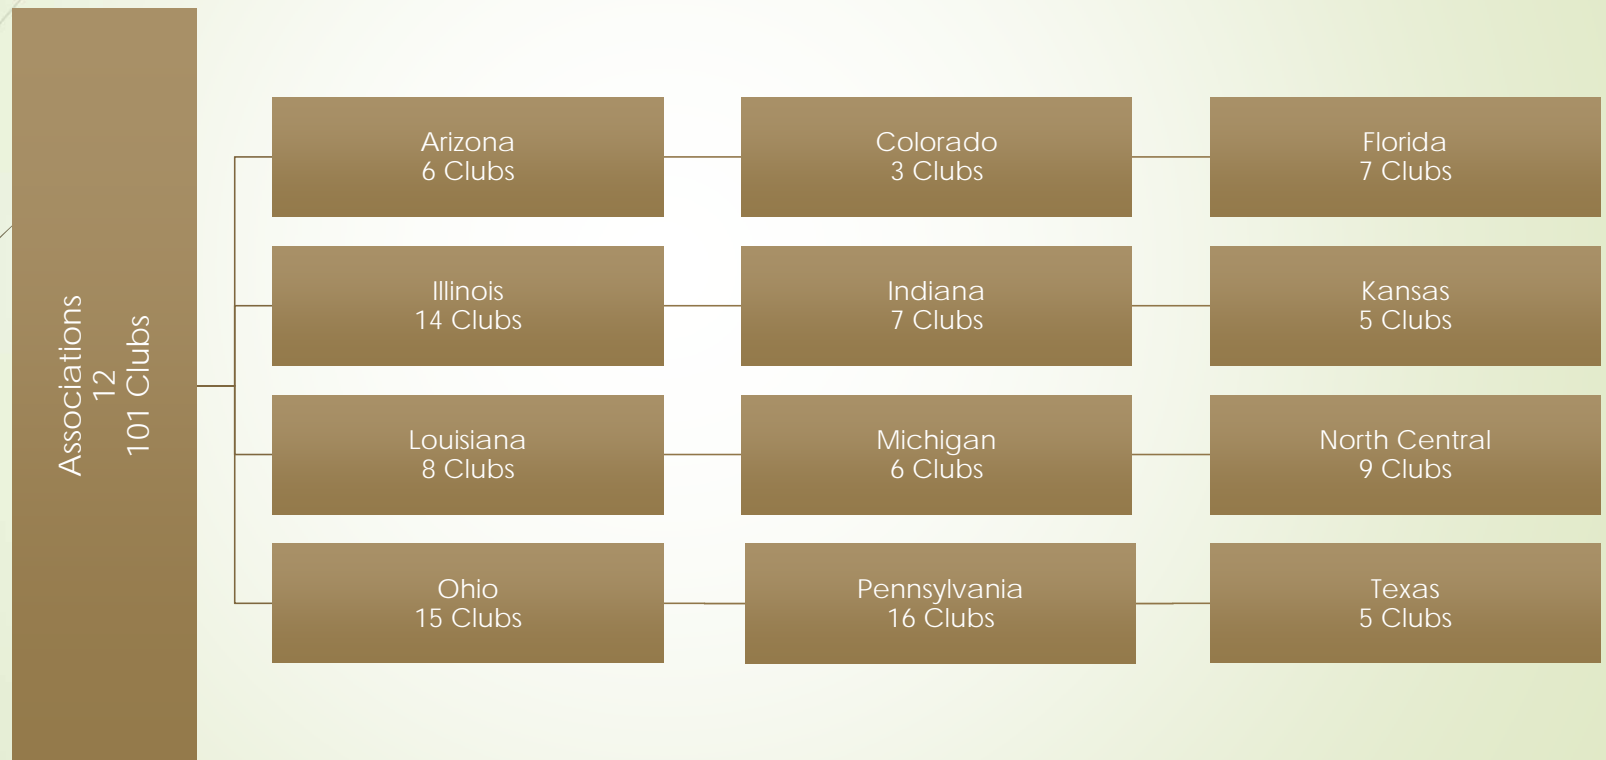 Associations
12
101 Clubs
Arizona
6 Clubs
Colorado
3 Clubs
Florida
7 Clubs
Illinois
14 Clubs
Indiana
7 Clubs
Kansas
5 Clubs
Louisiana
8 Clubs
Michigan
6 Clubs
North Central
9 Clubs
Ohio
15 Clubs
Pennsylvania
16 Clubs
Texas
5 Clubs